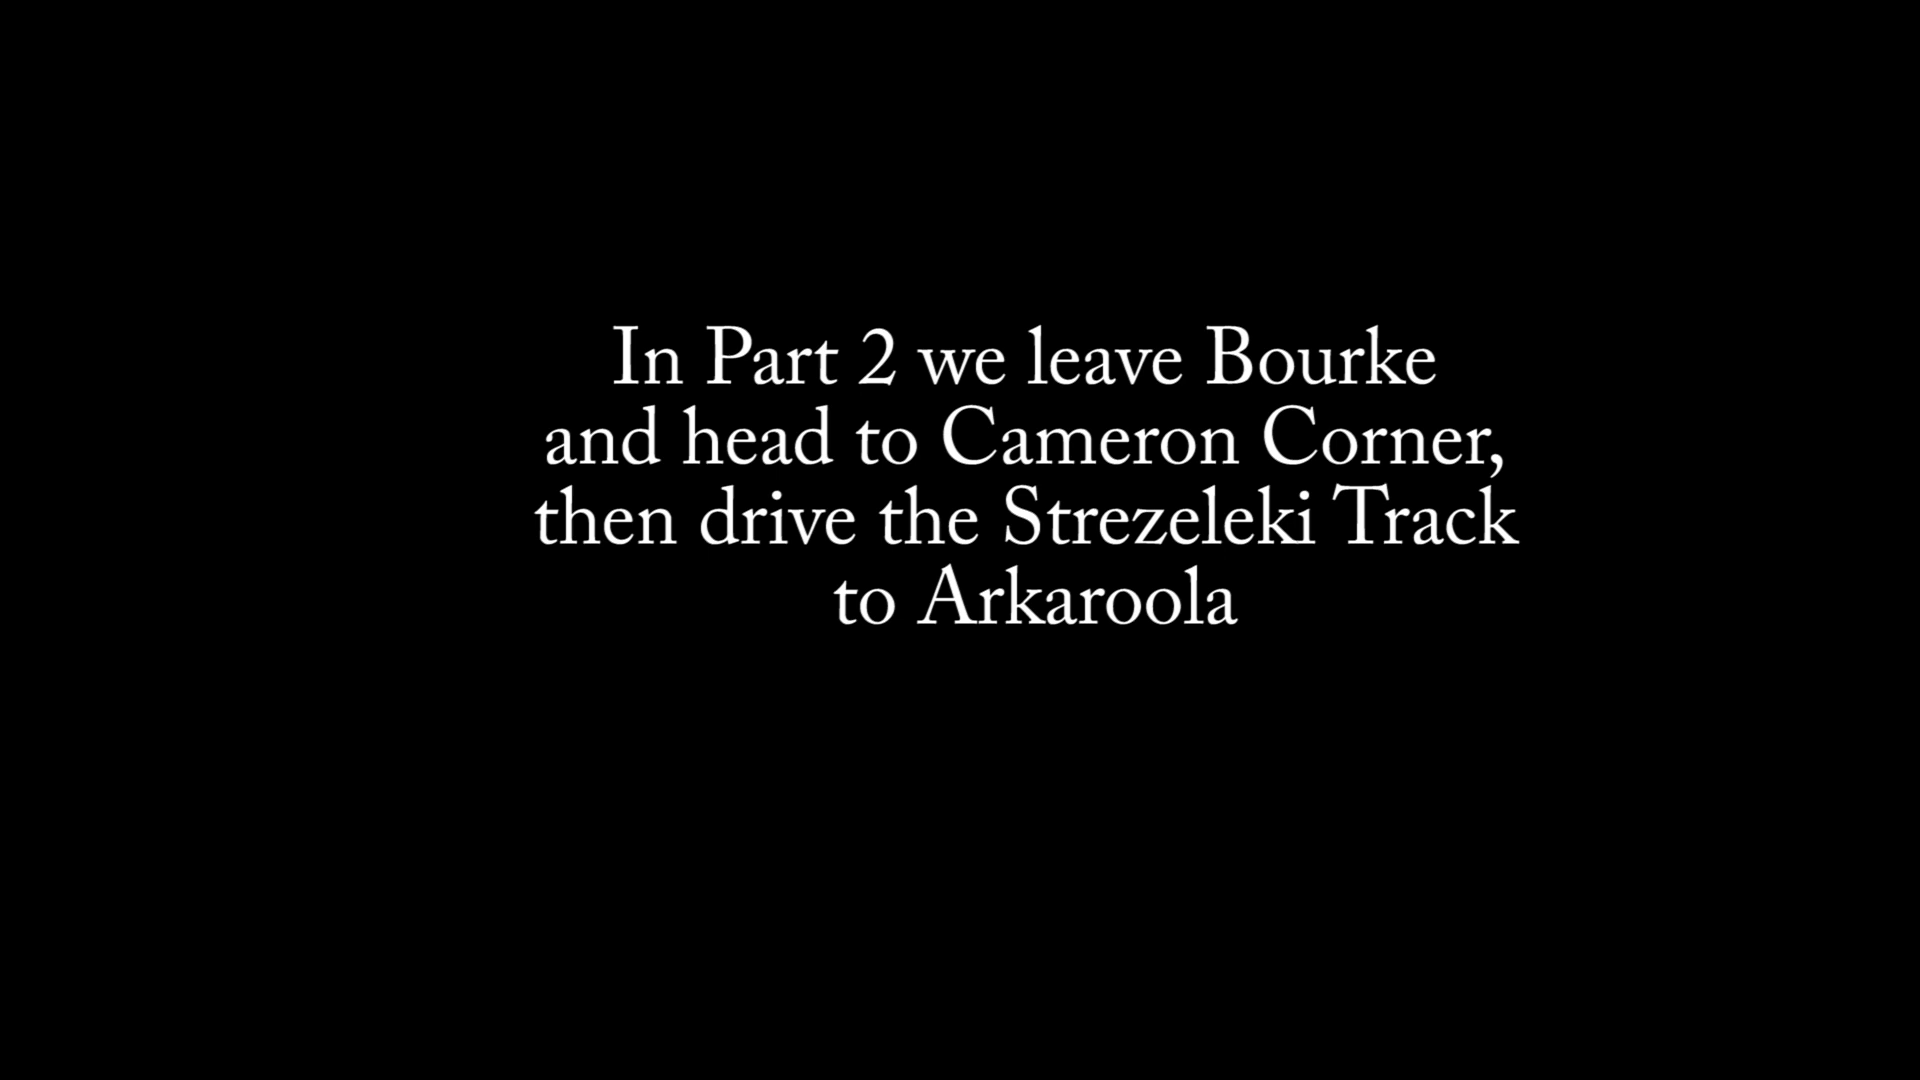 In Part 2 we leave Bourke
and head to Cameron Corner,
then drive the Strezeleki Track
to Arkaroola